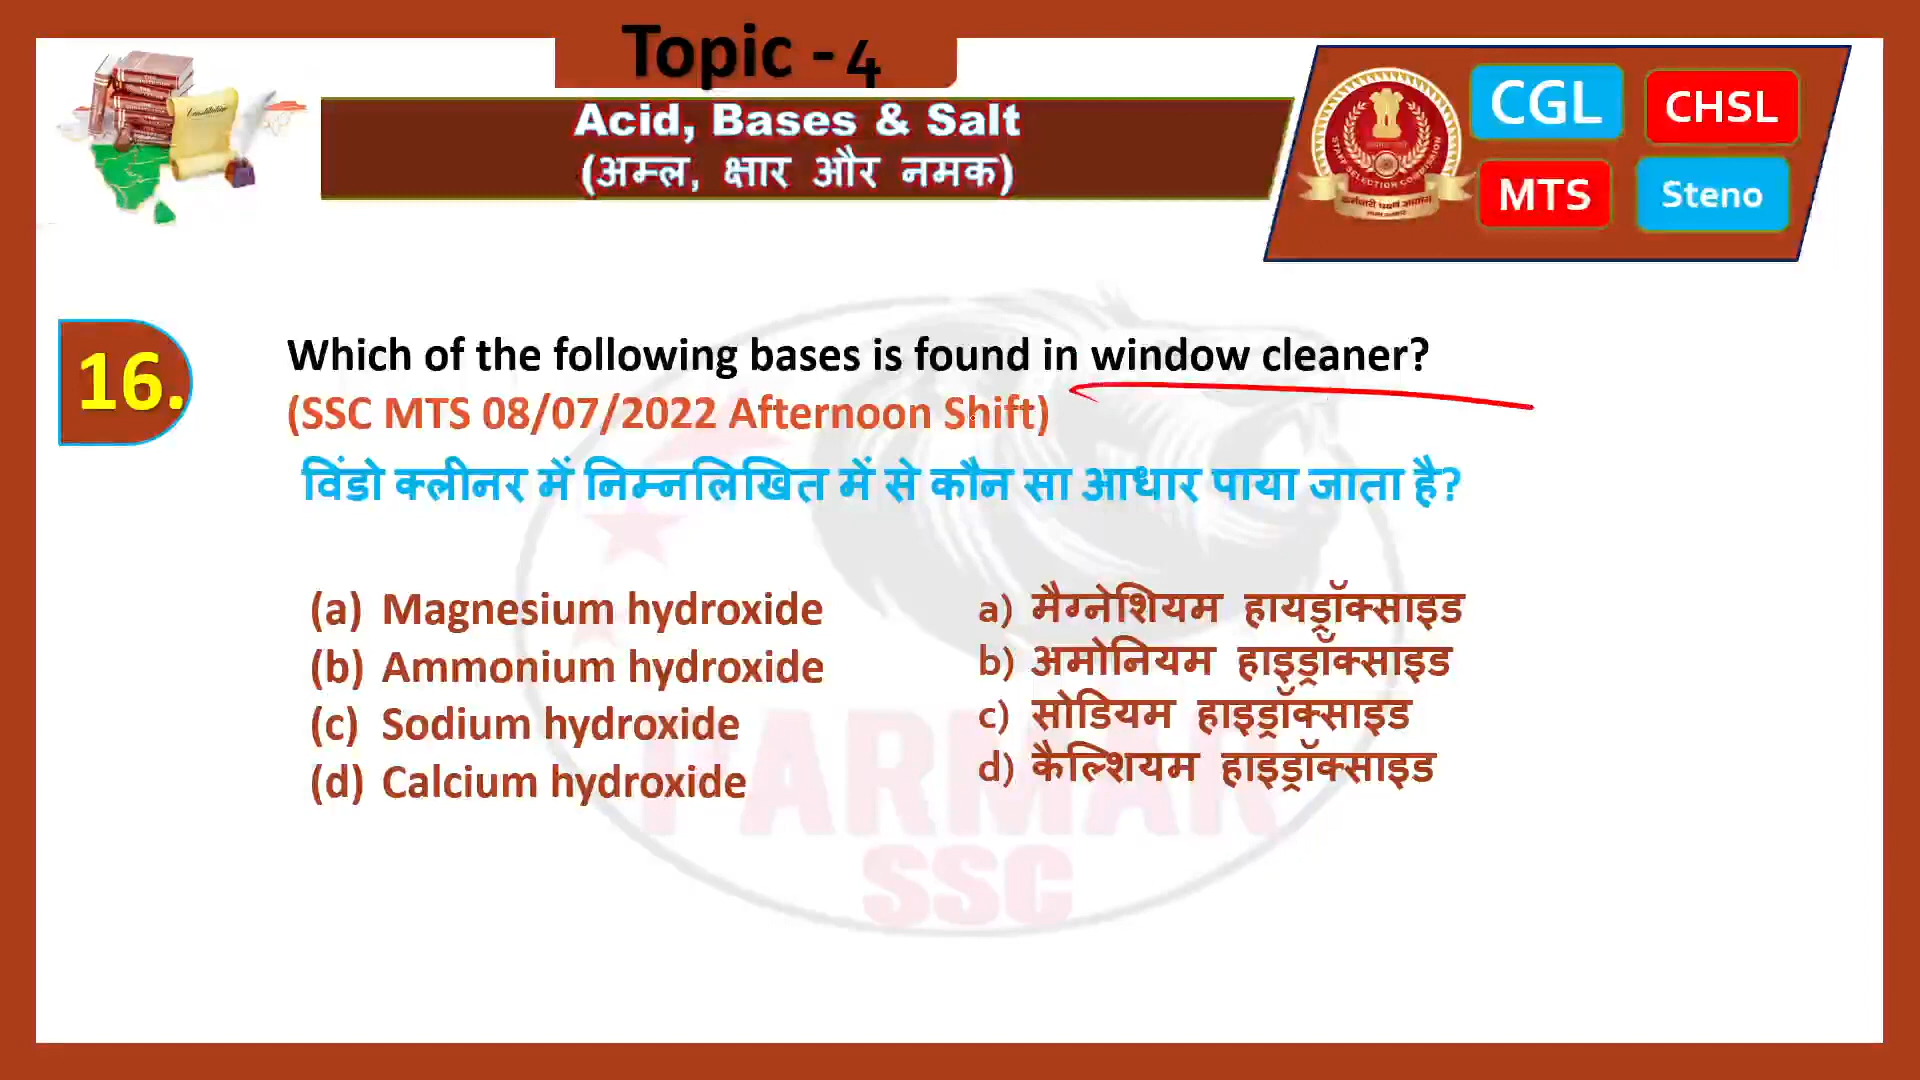 Topic - 4
Acid, Bases & Salt
(अम्ल, क्षार और नमक)
CGL
CHSL
MTS
Steno
16.
Which of the following bases is found in window cleaner?
(SSC MTS 08/07/2022 Afternoon Shift)
विंडो क्लीनर में निम्नलिखित में से कौन सा आधार पाया जाता है?
(a) Magnesium hydroxide
(b) Ammonium hydroxide
(c) Sodium hydroxide
(d) Calcium hydroxide
a) मैग्नेशियम हायड्रॉक्साइड
b) अमोनियम हाइड्रॉक्साइड
c) सोडियम हाइड्रॉक्साइड
d) कैल्शियम हाइड्रॉक्साइड
PARMAR
SSC